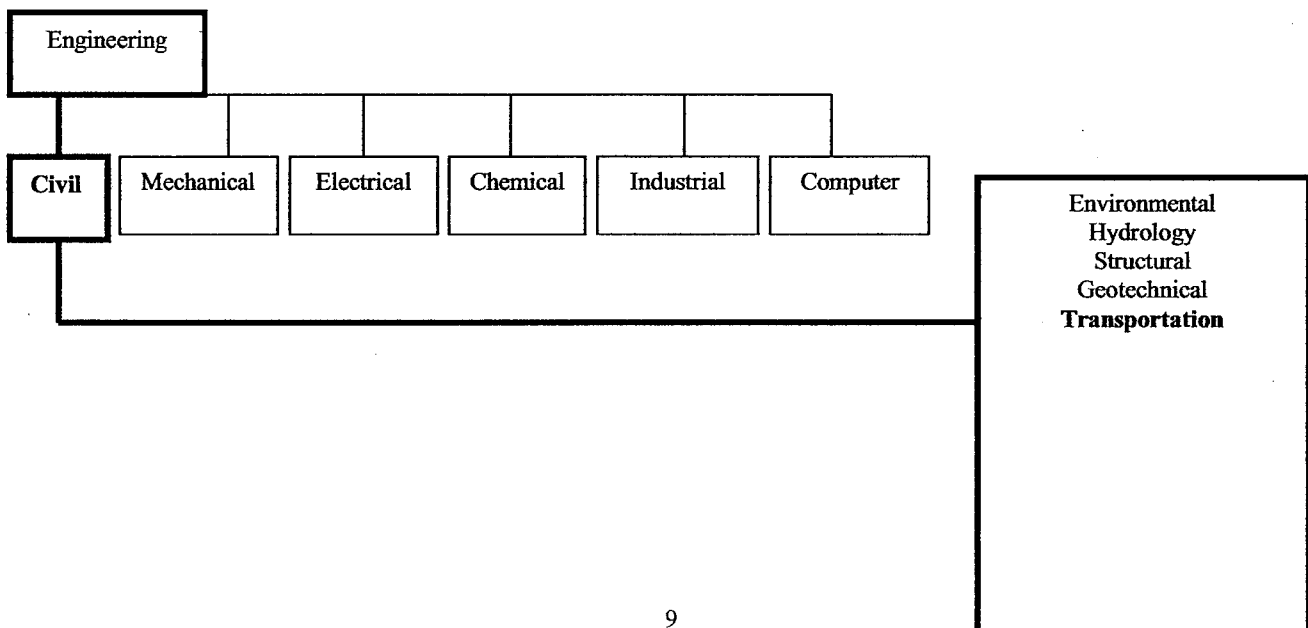 Engineering
Civil
Mechanical
Electrical
Chemical
Industrial
Computer
Environmental
Hydrology
Structural
Geotechnical
Transportation
9